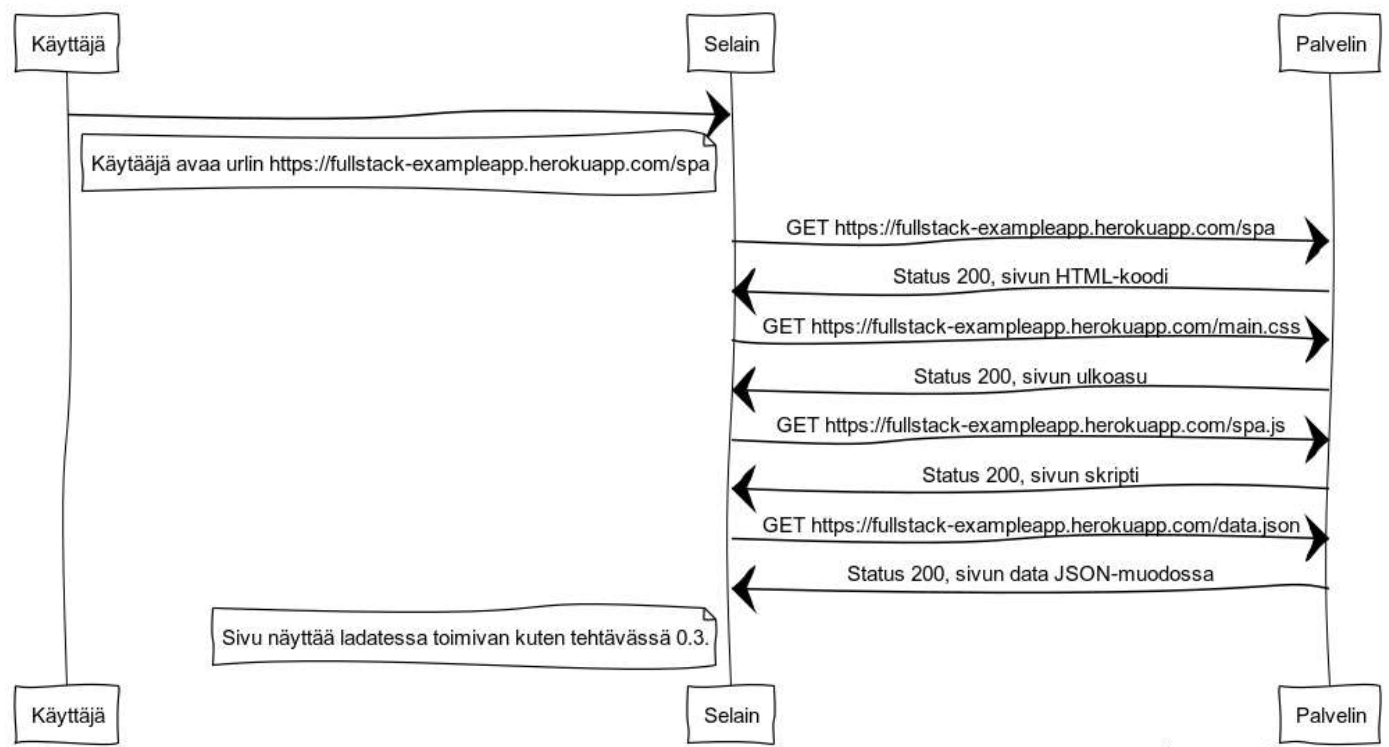 Käyttäjä
Selain
Palvelin
Käytääjä avaa urlin https://fullstack-exampleapp.herokuapp.com/spa
GET https://fullstack-exampleapp.herokuapp.com/spa
Status 200, sivun HTML-koodi
GET https://fullstack-exampleapp.herokuapp.com/main.css
Status 200, sivun ulkoasu
GET https://fullstack-exampleapp.herokuapp.com/spa.js
Status 200, sivun skripti
GET https://fullstack-exampleapp.herokuapp.com/data.json
Status 200, sivun data JSON-muodossa
Sivu näyttää ladatessa toimivan kuten tehtävässä 0.3.
Käyttäjä
Selain
Palvelin